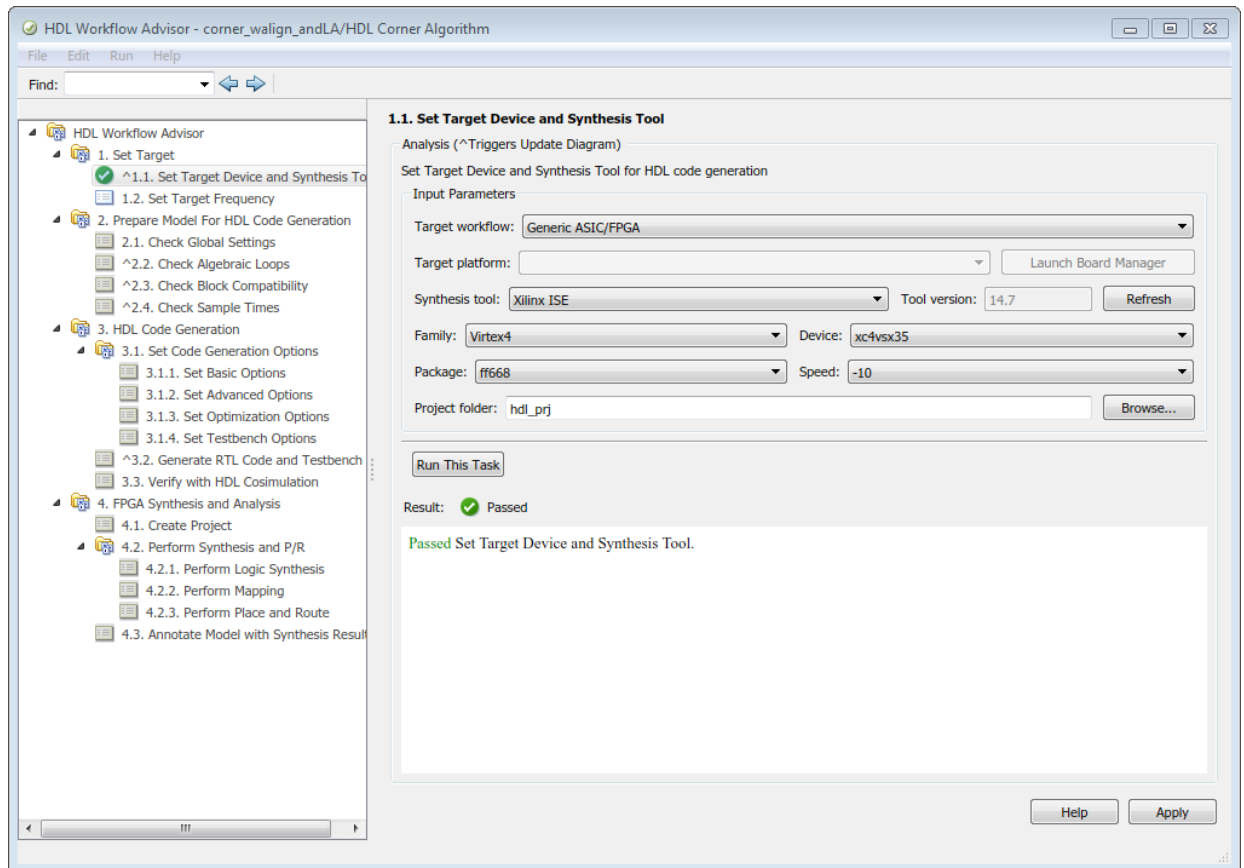 HDL Workflow Advisor - corner_walign_andLA/HDL Corner Algorithm
File Edit Run Help
Find:
HDL Workflow Advisor
1. Set Target
^1.1. Set Target Device and Synthesis To
1.2. Set Target Frequency
2. Prepare Model For HDL Code Generation
2.1. Check Global Settings
^2.2. Check Algebraic Loops
^2.3. Check Block Compatibility
^2.4. Check Sample Times
3. HDL Code Generation
3.1. Set Code Generation Options
3.1.1. Set Basic Options
3.1.2. Set Advanced Options
3.1.3. Set Optimization Options
3.1.4. Set Testbench Options
^3.2. Generate RTL Code and Testbench
3.3. Verify with HDL Cosimulation
4. FPGA Synthesis and Analysis
4.1. Create Project
4.2. Perform Synthesis and P/R
4.2.1. Perform Logic Synthesis
4.2.2. Perform Mapping
4.2.3. Perform Place and Route
4.3. Annotate Model with Synthesis Result
1.1. Set Target Device and Synthesis Tool
Analysis (^Triggers Update Diagram)
Set Target Device and Synthesis Tool for HDL code generation
Input Parameters
Target workflow: Generic ASIC/FPGA
Target platform: Launch Board Manager
Synthesis tool: Xilinx ISE Tool version: 14.7 Refresh
Family: Virtex4 Device: xc4vsx35
Package: ff668 Speed: -10
Project folder: hdl_prj Browse...
Run This Task
Result: Passed
Passed Set Target Device and Synthesis Tool.
Help Apply